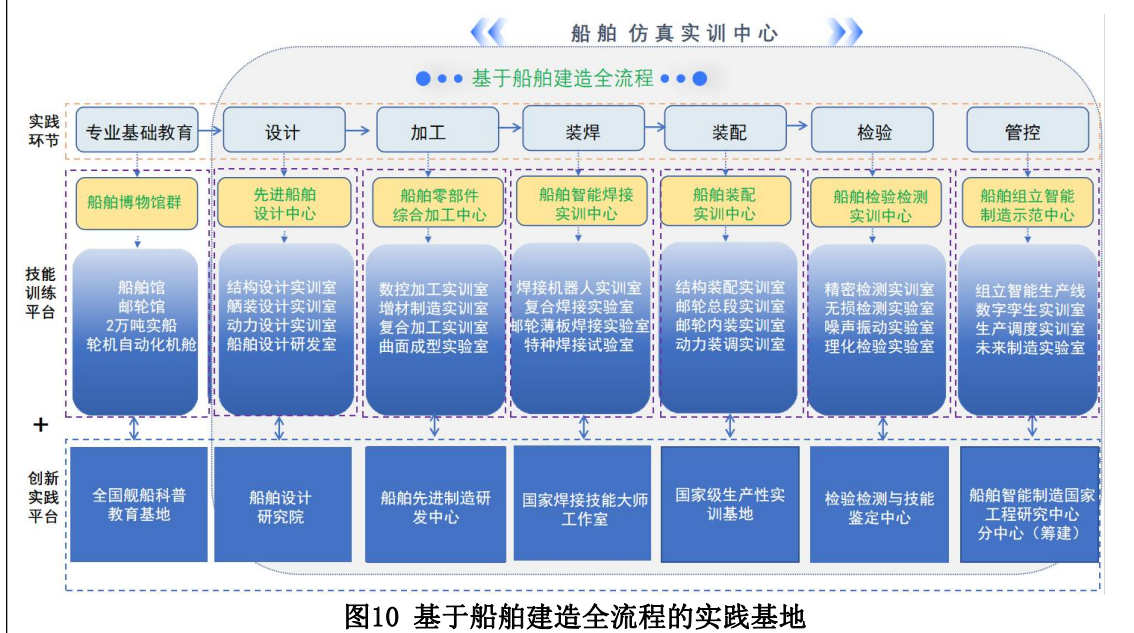 船舶 仿真实训中心
基于船舶建造全流程
实践
环节
专业基础教育
设计
加工
装焊
装配
检验
管控
技能
训练
平台
船舶博物馆群
先进船舶
设计中心
船舶零部件
综合加工中心
船舶智能焊接
实训中心
船舶装配
实训中心
船舶检验检测
实训中心
船舶组立智能
制造示范中心
船舶馆
邮轮馆
2万吨实船
轮机自动化机舱
结构设计实训室
舾装设计实训室
动力设计实训室
船舶设计研发室
数控加工实训室
增材制造实训室
复合加工实训室
曲面成型实验室
焊接机器人实训室
复合焊接实验室
邮轮薄板焊接实验室
特种焊接试验室
结构装配实训室
邮轮总段实训室
邮轮内装实训室
动力装调实训室
精密检测实训室
无损检测实验室
噪声振动实验室
理化检验实验室
组立智能生产线
数字孪生实训室
生产调度实训室
未来制造实验室
+
创新
实践
平台
全国舰船科普
教育基地
船舶设计
研究院
船舶先进制造研
发中心
国家焊接技能大师
工作室
国家级生产性实
训基地
检验检测与技能
鉴定中心
船舶智能制造国家
工程研究中心
分中心（筹建）
图10 基于船舶建造全流程的实践基地